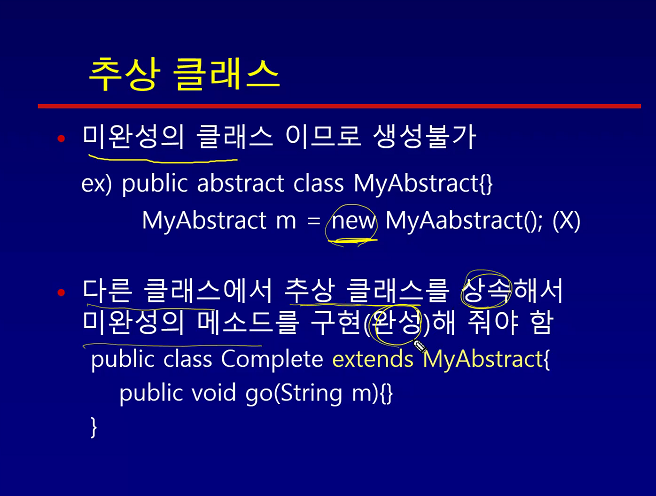 추상 클래스
• 미완성의 클래스 이므로 생성불가
ex) public abstract class MyAbstract{}
MyAbstract m = new MyAabstract(); (X)
• 다른 클래스에서 추상 클래스를 상속해서
미완성의 메소드를 구현(완성)해 줘야 함
public class Complete extends MyAbstract{
public void go(String m){}
}